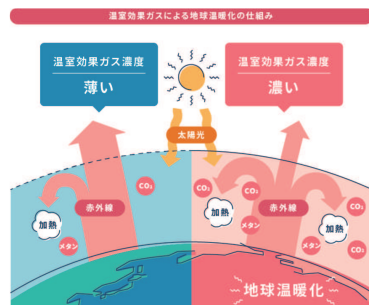 温室効果ガスによる地球温暖化の仕組み
温室効果ガス濃度
薄い
温室効果ガス濃度
濃い
太陽光
CO₂
赤外線
加熱
メタン
CO₂
CO₂
CO₂
加熱
赤外線
加熱
メタン
メタン
CO₂
地球温暖化